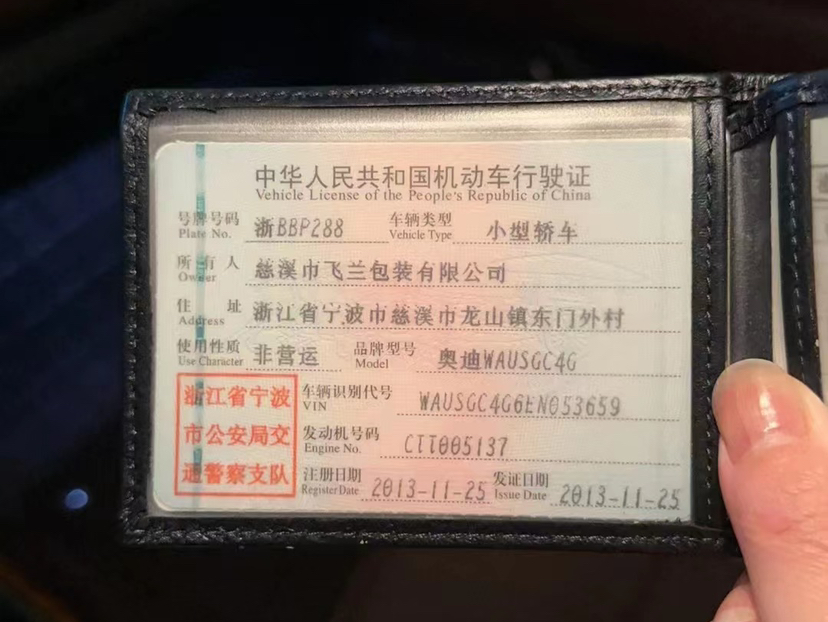 中华人民共和国机动车行驶证
Vehicle License of the People's Republic of China
号牌号码 浙BBP288 车辆类型 小型轿车
Plate No. Vehicle Type
所有人 慈溪市飞兰包装有限公司
Owner
住址 浙江省宁波市慈溪市龙山镇东门外村
Address
使用性质 非营运 品牌型号 奥迪WAUSGC4G
Use Character Model
浙江省宁波
市公安局交
通警察支队
车辆识别代号 WAUSGC4G6EN053659
VIN
发动机号码 CTT005137
Engine No.
注册日期 2013-11-25 发证日期 2013-11-25
Register Date Issue Date